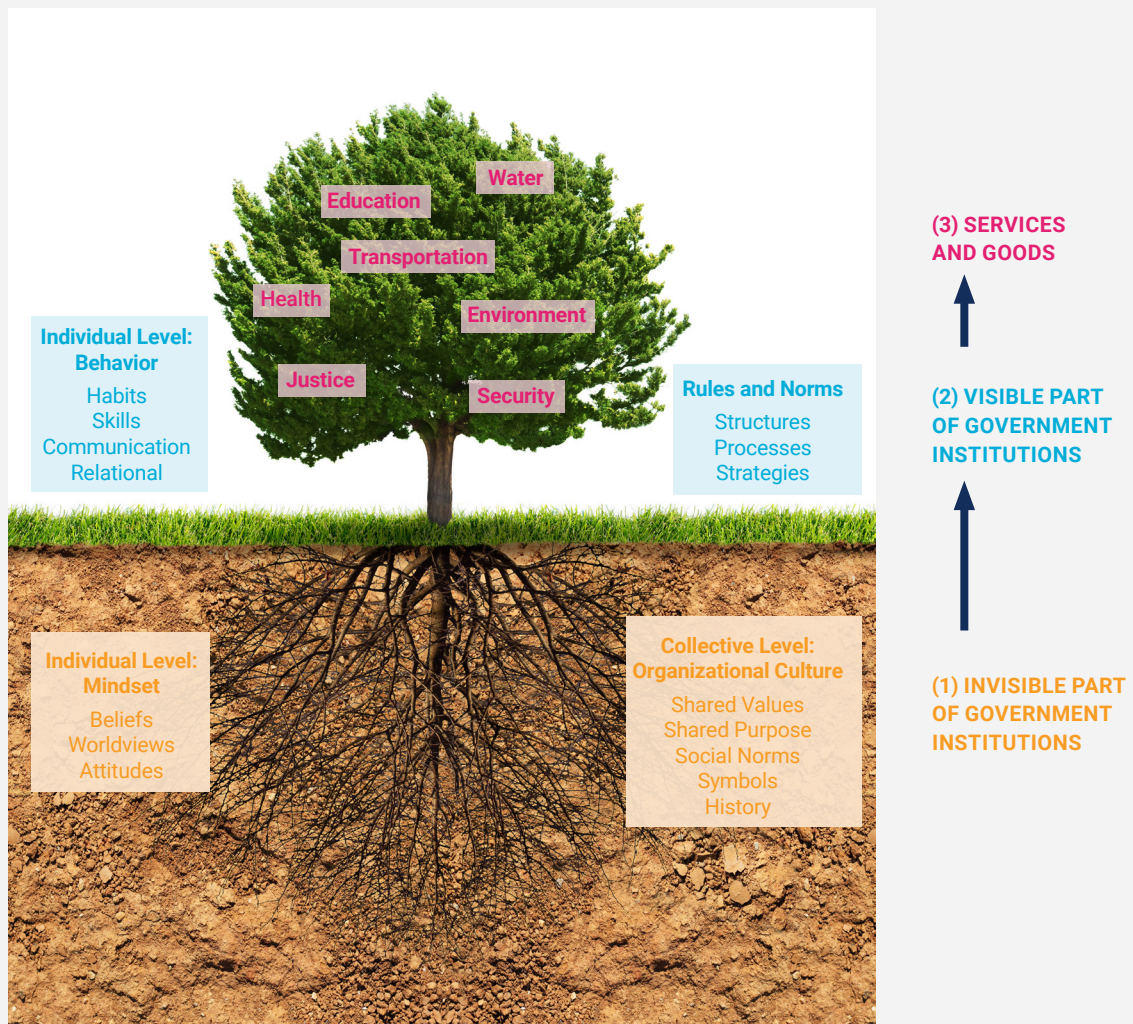 Water
Education
Transportation
Health
Environment
Justice
Security
Individual Level:
Behavior
Habits
Skills
Communication
Relational
Rules and Norms
Structures
Processes
Strategies
Individual Level:
Mindset
Beliefs
Worldviews
Attitudes
Collective Level:
Organizational Culture
Shared Values
Shared Purpose
Social Norms
Symbols
History
(3) SERVICES
AND GOODS
(2) VISIBLE PART
OF GOVERNMENT
INSTITUTIONS
(1) INVISIBLE PART
OF GOVERNMENT
INSTITUTIONS